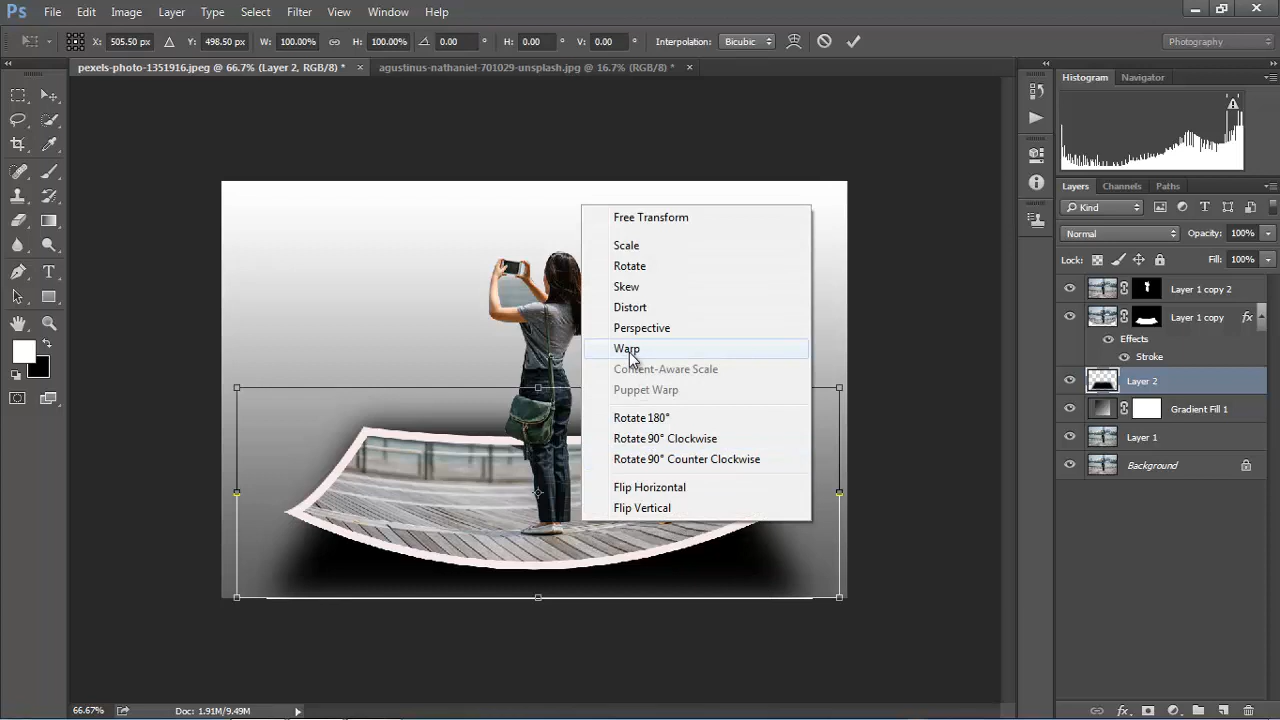 Ps File Edit Image Layer Type Select Filter View Window Help
X: 505.50 px Y: 498.50 px W: 100.00% H: 100.00% 0.00 ° H: 0.00 ° V: 0.00 ° Interpolation: Bicubic Photography
pexels-photo-1351916.jpeg @ 66.7% (Layer 2, RGB/8) * × agustinus-nathaniel-701029-unsplash.jpg @ 16.7% (RGB/8) * ×
Histogram Navigator
Free Transform
Scale
Rotate
Skew
Distort
Perspective
Warp
Content-Aware Scale
Puppet Warp
Rotate 180°
Rotate 90° Clockwise
Rotate 90° Counter Clockwise
Flip Horizontal
Flip Vertical
Layers Channels Paths
Kind
Normal Opacity: 100%
Lock: Fill: 100%
Layer 1 copy 2
Layer 1 copy fx
Effects
Stroke
Layer 2
Gradient Fill 1
Layer 1
Background
66.67% Doc: 1.91M/9.49M
fx